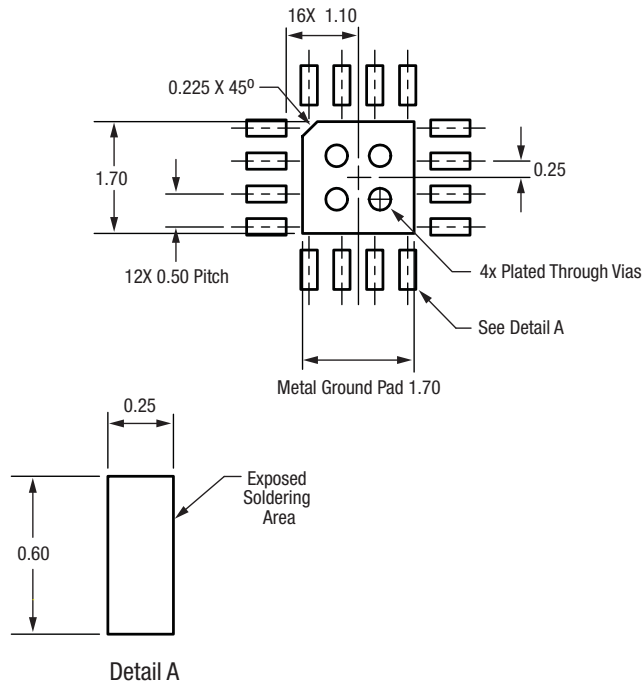 16X 1.10
0.225 X 45⁰
1.70
0.25
12X 0.50 Pitch
4x Plated Through Vias
See Detail A
Metal Ground Pad 1.70
0.25
Exposed
Soldering
Area
0.60
Detail A